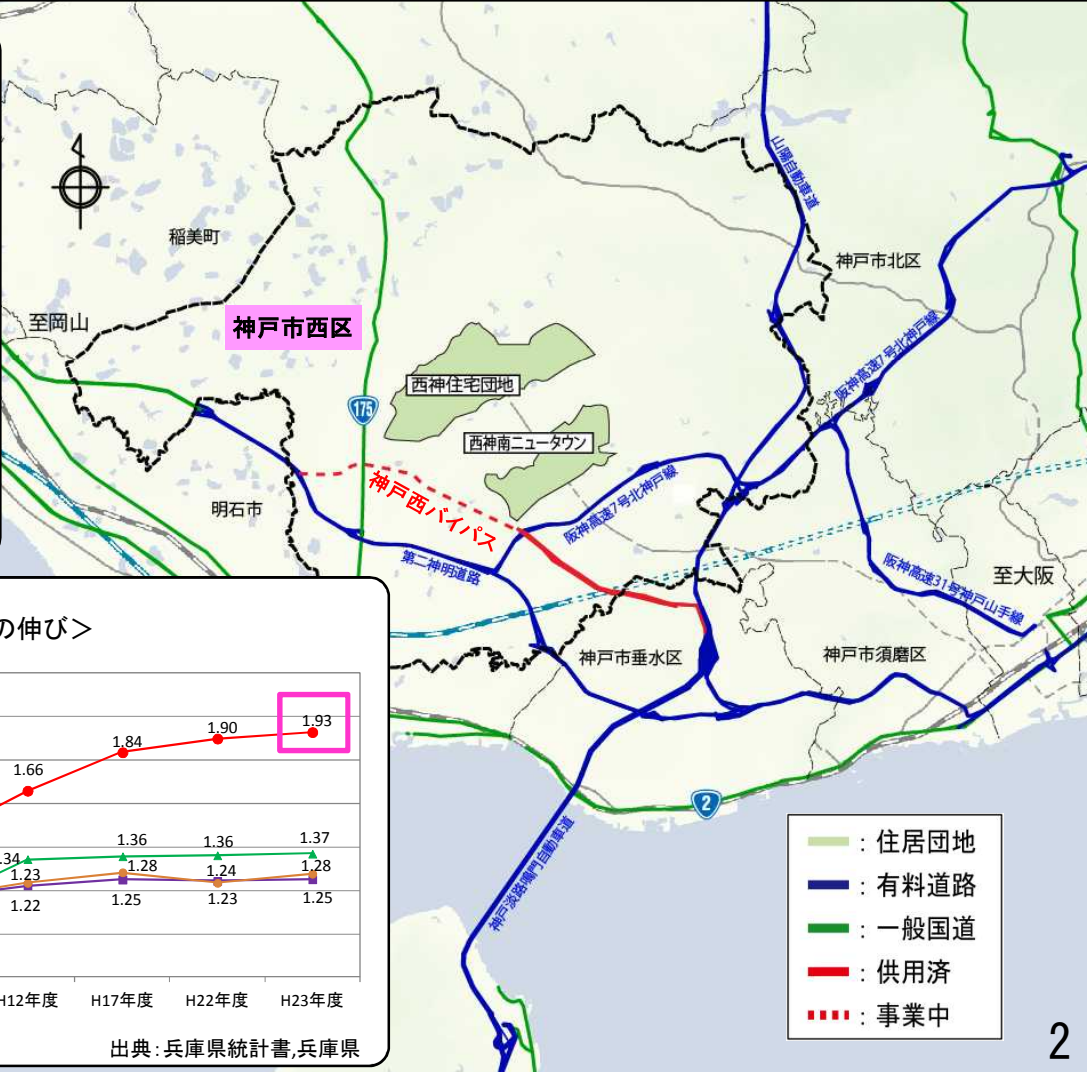 山陽自動車道
稲美町
神戸市北区
至岡山
神戸市西区
阪神高速7号北神戸線
西神住宅団地
175
西神南ニュータウン
神戸西バイパス
阪神高速7号北神戸線
明石市
第二神明道路
阪神高速31号神戸山手線
至大阪
神戸市垂水区
神戸市須磨区
2
神戸淡路鳴門自動車道
の伸び＞
1.66
1.84
1.90
1.93
.34
1.36
1.36
1.37
1.23
1.28
1.24
1.28
1.22
1.25
1.23
1.25
H12年度
H17年度
H22年度
H23年度
出典：兵庫県統計書,兵庫県
：住居団地
：有料道路
：一般国道
：供用済
：事業中
2